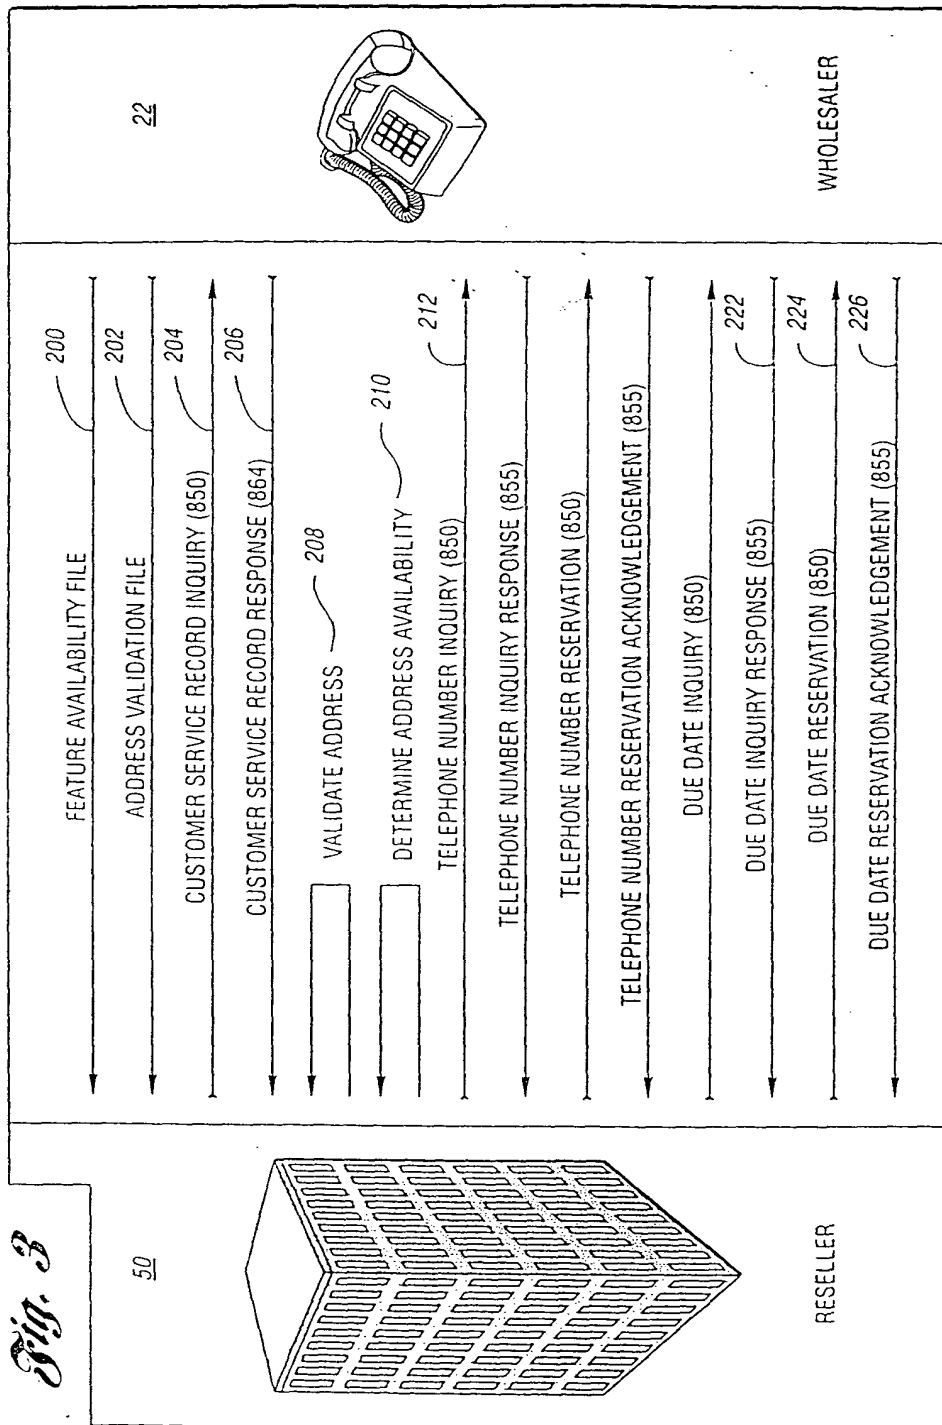 Fig. 3
50
22
RESELLER
WHOLESALER
FEATURE AVAILABILITY FILE
200
ADDRESS VALIDATION FILE
202
CUSTOMER SERVICE RECORD INQUIRY (850)
204
CUSTOMER SERVICE RECORD RESPONSE (864)
206
VALIDATE ADDRESS
208
DETERMINE ADDRESS AVAILABILITY
210
TELEPHONE NUMBER INQUIRY (850)
212
TELEPHONE NUMBER INQUIRY RESPONSE (855)
TELEPHONE NUMBER RESERVATION (850)
TELEPHONE NUMBER RESERVATION ACKNOWLEDGEMENT (855)
DUE DATE INQUIRY (850)
DUE DATE INQUIRY RESPONSE (855)
222
DUE DATE RESERVATION (850)
224
DUE DATE RESERVATION ACKNOWLEDGEMENT (855)
226